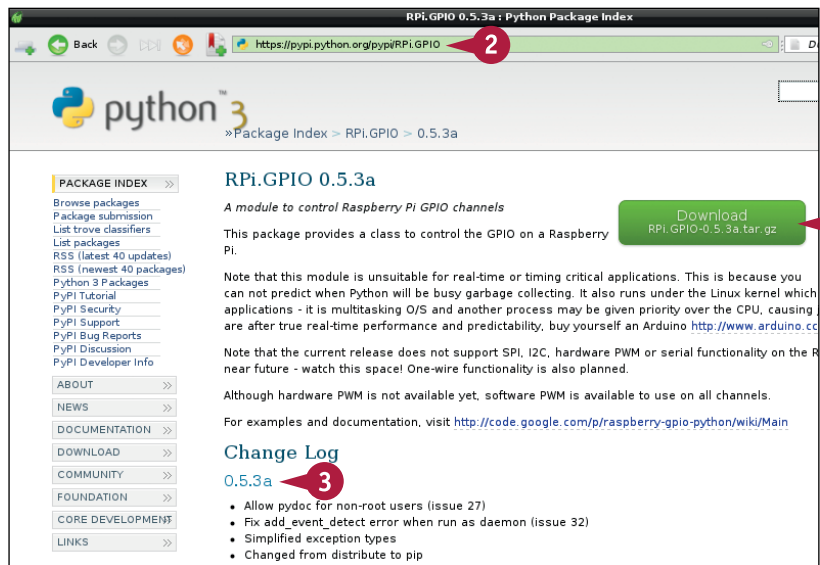 RPi.GPIO 0.5.3a : Python Package Index
Back
https://pypi.python.org/pypi/RPi.GPIO
2
python™
3
»Package Index > RPi.GPIO > 0.5.3a
PACKAGE INDEX »
Browse packages
Package submission
List trove classifiers
List packages
RSS (latest 40 updates)
RSS (newest 40 packages)
Python 3 Packages
PyPI Tutorial
PyPI Security
PyPI Support
PyPI Bug Reports
PyPI Discussion
PyPI Developer Info
ABOUT »
NEWS »
DOCUMENTATION »
DOWNLOAD »
COMMUNITY »
FOUNDATION »
CORE DEVELOPMENT »
LINKS »
RPi.GPIO 0.5.3a
A module to control Raspberry Pi GPIO channels
Download
RPi.GPIO-0.5.3a.tar.gz
This package provides a class to control the GPIO on a Raspberry
Pi.
Note that this module is unsuitable for real-time or timing critical applications. This is because you
can not predict when Python will be busy garbage collecting. It also runs under the Linux kernel which
applications - it is multitasking O/S and another process may be given priority over the CPU, causing
are after true real-time performance and predictability, buy yourself an Arduino http://www.arduino.cc
Note that the current release does not support SPI, I2C, hardware PWM or serial functionality on the R
near future - watch this space! One-wire functionality is also planned.
Although hardware PWM is not available yet, software PWM is available to use on all channels.
For examples and documentation, visit http://code.google.com/p/raspberry-gpio-python/wiki/Main
Change Log
0.5.3a
3
• Allow pydoc for non-root users (issue 27)
• Fix add_event_detect error when run as daemon (issue 32)
• Simplified exception types
• Changed from distribute to pip